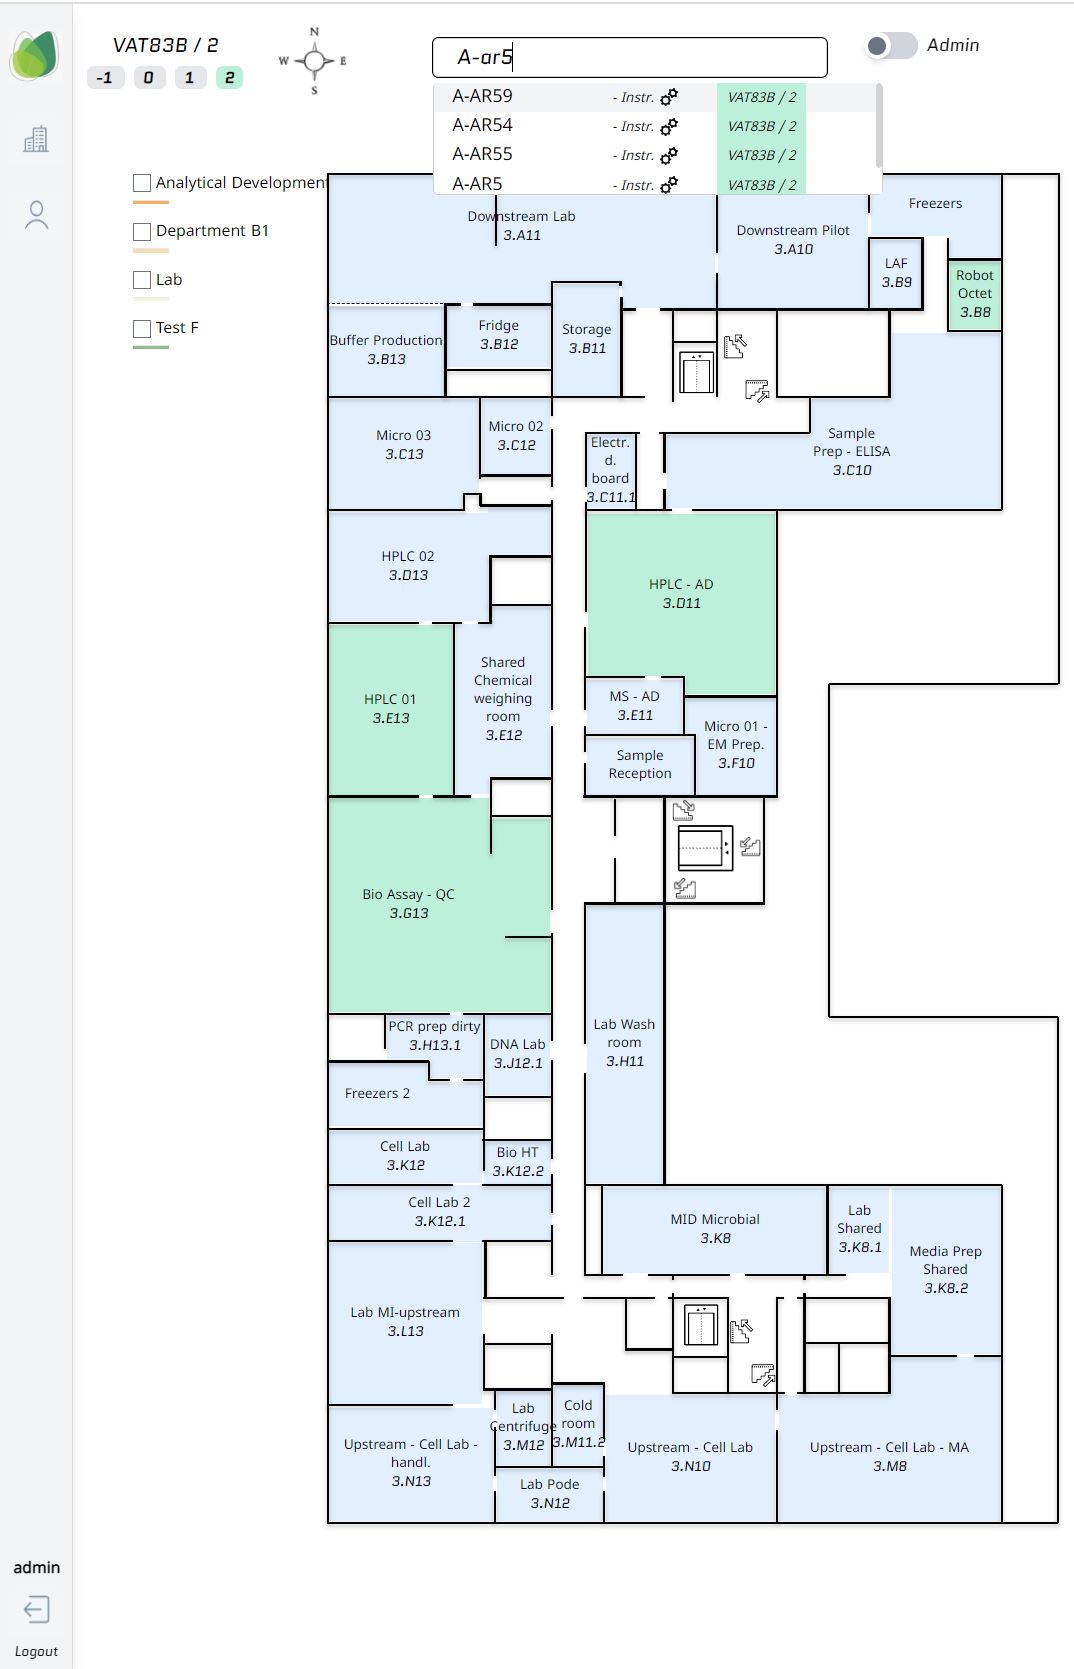 VAT83B / 2
-1 0 1 2
N
W E
S
A-ar5
Admin
A-AR59 - Instr. VAT83B / 2
A-AR54 - Instr. VAT83B / 2
A-AR55 - Instr. VAT83B / 2
A-AR5 - Instr. VAT83B / 2
Analytical Development
Department B1
Lab
Test F
Downstream Lab
3.A11
Downstream Pilot
3.A10
Freezers
LAF
3.B9
Robot
Octet
3.B8
Buffer Production
3.B13
Fridge
3.B12
Storage
3.B11
Micro 03
3.C13
Micro 02
3.C12
Electr.
d.
board
3.C11.1
Sample
Prep - ELISA
3.C10
HPLC 02
3.D13
HPLC - AD
3.D11
HPLC 01
3.E13
Shared
Chemical
weighing
room
3.E12
MS - AD
3.E11
Micro 01 -
EM Prep.
3.F10
Sample
Reception
Bio Assay - QC
3.G13
PCR prep dirty
3.H13.1
DNA Lab
3.J12.1
Lab Wash
room
3.H11
Freezers 2
Cell Lab
3.K12
Bio HT
3.K12.2
Cell Lab 2
3.K12.1
MID Microbial
3.K8
Lab
Shared
3.K8.1
Media Prep
Shared
3.K8.2
Lab MI-upstream
3.L13
Lab
Centrifuge
3.M12
Cold
room
3.M11.2
Upstream - Cell Lab -
handl.
3.N13
Lab Pode
3.N12
Upstream - Cell Lab
3.N10
Upstream - Cell Lab - MA
3.M8
admin
Logout